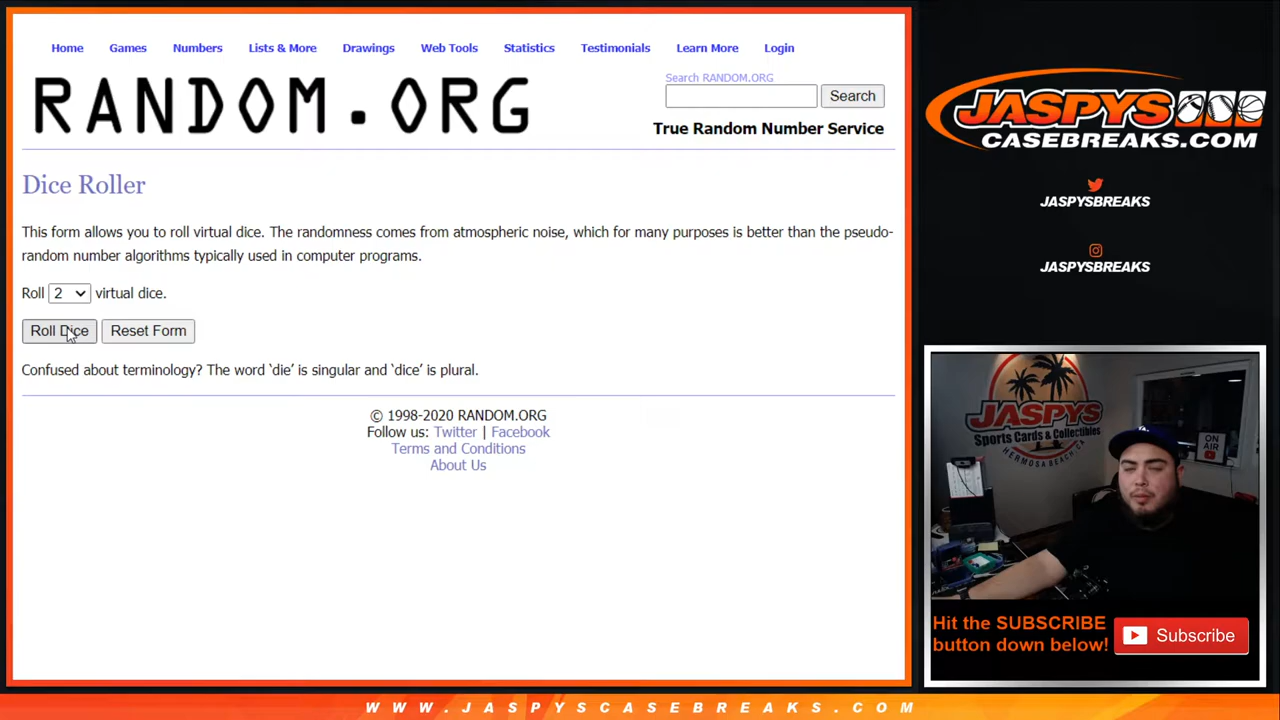 Home Games Numbers Lists & More Drawings Web Tools Statistics Testimonials Learn More Login
RANDOM.ORG
Search RANDOM.ORG
Search
True Random Number Service
Dice Roller
This form allows you to roll virtual dice. The randomness comes from atmospheric noise, which for many purposes is better than the pseudo-
random number algorithms typically used in computer programs.
Roll 2 virtual dice.
Roll Dice Reset Form
Confused about terminology? The word ‘die’ is singular and ‘dice’ is plural.
© 1998-2020 RANDOM.ORG
Follow us: Twitter | Facebook
Terms and Conditions
About Us
JASPYS
CASEBREAKS.COM
JASPYSBREAKS
JASPYSBREAKS
JASPYS
Sports Cards & Collectibles
HERMOSA BEACH CA
ON
AIR
Hit the SUBSCRIBE
button down below!
Subscribe
WWW.JASPYSCASEBREAKS.COM